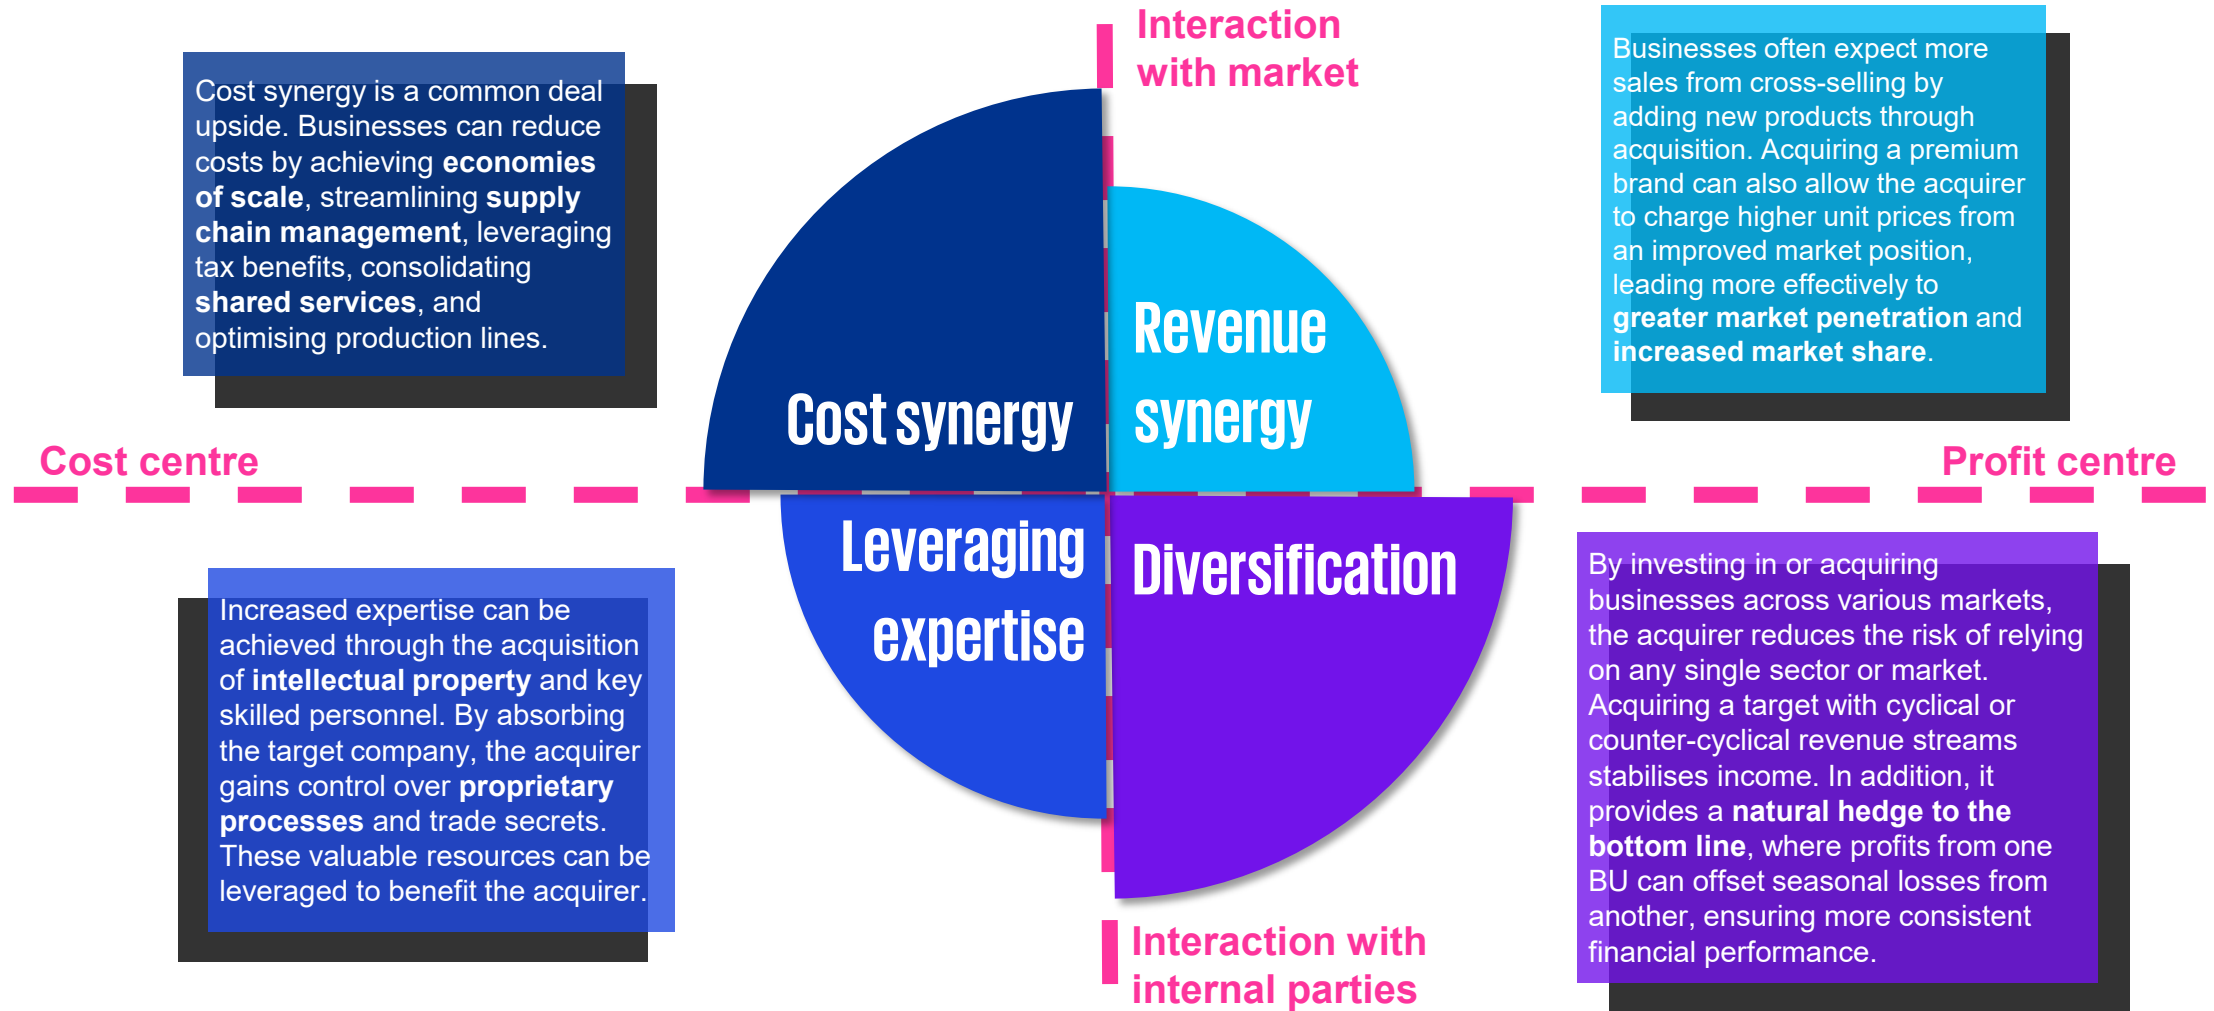 Interaction
with market
Cost synergy is a common deal
upside. Businesses can reduce
costs by achieving economies
of scale, streamlining supply
chain management, leveraging
tax benefits, consolidating
shared services, and
optimising production lines.
Businesses often expect more
sales from cross-selling by
adding new products through
acquisition. Acquiring a premium
brand can also allow the acquirer
to charge higher unit prices from
an improved market position,
leading more effectively to
greater market penetration and
increased market share.
Cost synergy
Revenue
synergy
Cost centre
Profit centre
Leveraging
expertise
Diversification
Increased expertise can be
achieved through the acquisition
of intellectual property and key
skilled personnel. By absorbing
the target company, the acquirer
gains control over proprietary
processes and trade secrets.
These valuable resources can be
leveraged to benefit the acquirer.
By investing in or acquiring
businesses across various markets,
the acquirer reduces the risk of relying
on any single sector or market.
Acquiring a target with cyclical or
counter-cyclical revenue streams
stabilises income. In addition, it
provides a natural hedge to the
bottom line, where profits from one
BU can offset seasonal losses from
another, ensuring more consistent
financial performance.
Interaction with
internal parties